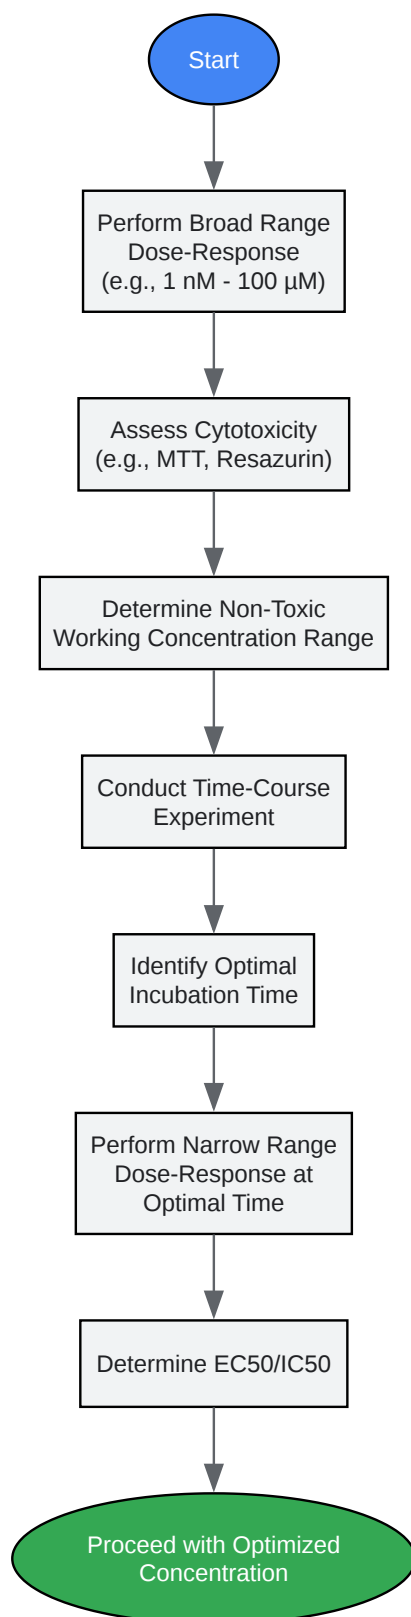 Start
Perform Broad Range
Dose-Response
(e.g., 1 nM - 100 µM)
Assess Cytotoxicity
(e.g., MTT, Resazurin)
Determine Non-Toxic
Working Concentration Range
Conduct Time-Course
Experiment
Identify Optimal
Incubation Time
Perform Narrow Range
Dose-Response at
Optimal Time
Determine EC50/IC50
Proceed with Optimized
Concentration